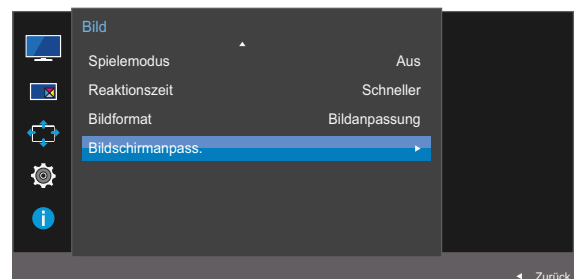 Bild
Spielemodus Aus
Reaktionszeit Schneller
Bildformat Bildanpassung
Bildschirmanpass.
Zurück